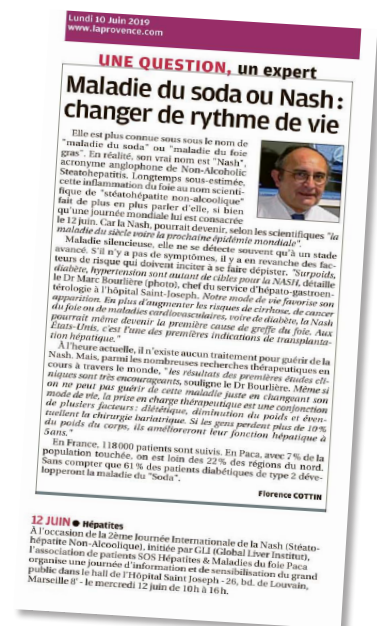 Lundi 10 Juin 2019
www.laprovence.com
UNE QUESTION, un expert
Maladie du soda ou Nash :
changer de rythme de vie
Elle est plus connue sous sous le nom de
"maladie du soda" ou "maladie du foie
gras". En réalité, son vrai nom est "Nash",
acronyme anglophone de Non-Alcoholic
Steatohepatitis. Longtemps sous-estimée,
cette inflammation du foie au nom scienti-
fique de "stéatohépatite non-alcoolique"
fait de plus en plus parler d'elle, si bien
qu'une journée mondiale lui est consacrée
le 12 juin. Car la Nash, pourrait devenir, selon les scientifiques "la
maladie du siècle voire la prochaine épidémie mondiale".
Maladie silencieuse, elle ne se détecte souvent qu'à un stade
avancé. S'il n'y a pas de symptômes, il y a en revanche des fac-
teurs de risque qui doivent inciter à se faire dépister. "Surpoids,
diabète, hypertension sont autant de cibles pour la NASH, détaille
le Dr Marc Bourlière (photo), chef du service d'hépato-gastroen-
térologie à l'hôpital Saint-Joseph. Notre mode de vie favorise son
apparition. En plus d'augmenter les risques de cirrhose, de cancer
du foie ou de maladies cardiovasculaires, voire de diabète, la Nash
pourrait même devenir la première cause de greffe du foie. Aux
États-Unis, c'est l'une des premières indications de transplanta-
tion hépatique."
À l'heure actuelle, il n'existe aucun traitement pour guérir de la
Nash. Mais, parmi les nombreuses recherches thérapeutiques en
cours à travers le monde, "les résultats des premières études cli-
niques sont très encourageants, souligne le Dr Bourlière. Même si
on ne peut pas guérir de cette maladie juste en changeant son
mode de vie, la prise en charge thérapeutique est une conjonction
de plusieurs facteurs : diététique, diminution du poids et éven-
tuellent la chirurgie bariatrique. Si les gens perdent plus de 10%
du poids du corps, ils amélioreront leur fonction hépatique à
5ans."
En France, 118000 patients sont suivis. En Paca, avec 7% de la
population touchée, on est loin des 22% des régions du nord.
Sans compter que 61% des patients diabétiques de type 2 déve-
lopperont la maladie du "Soda".
Florence COTTIN
12 JUIN ● Hépatites
À l'occasion de la 2ème Journée Internationale de la Nash (Stéato-
hépatite Non-Alcoolique), initiée par GLI (Global Liver Institut),
l'association de patients SOS Hépatites & Maladies du foie Paca
organise une journée d'information et de sensibilisation du grand
public dans le hall de l'Hôpital Saint Joseph - 26, bd. de Louvain,
Marseille 8e - le mercredi 12 juin de 10h à 16h.